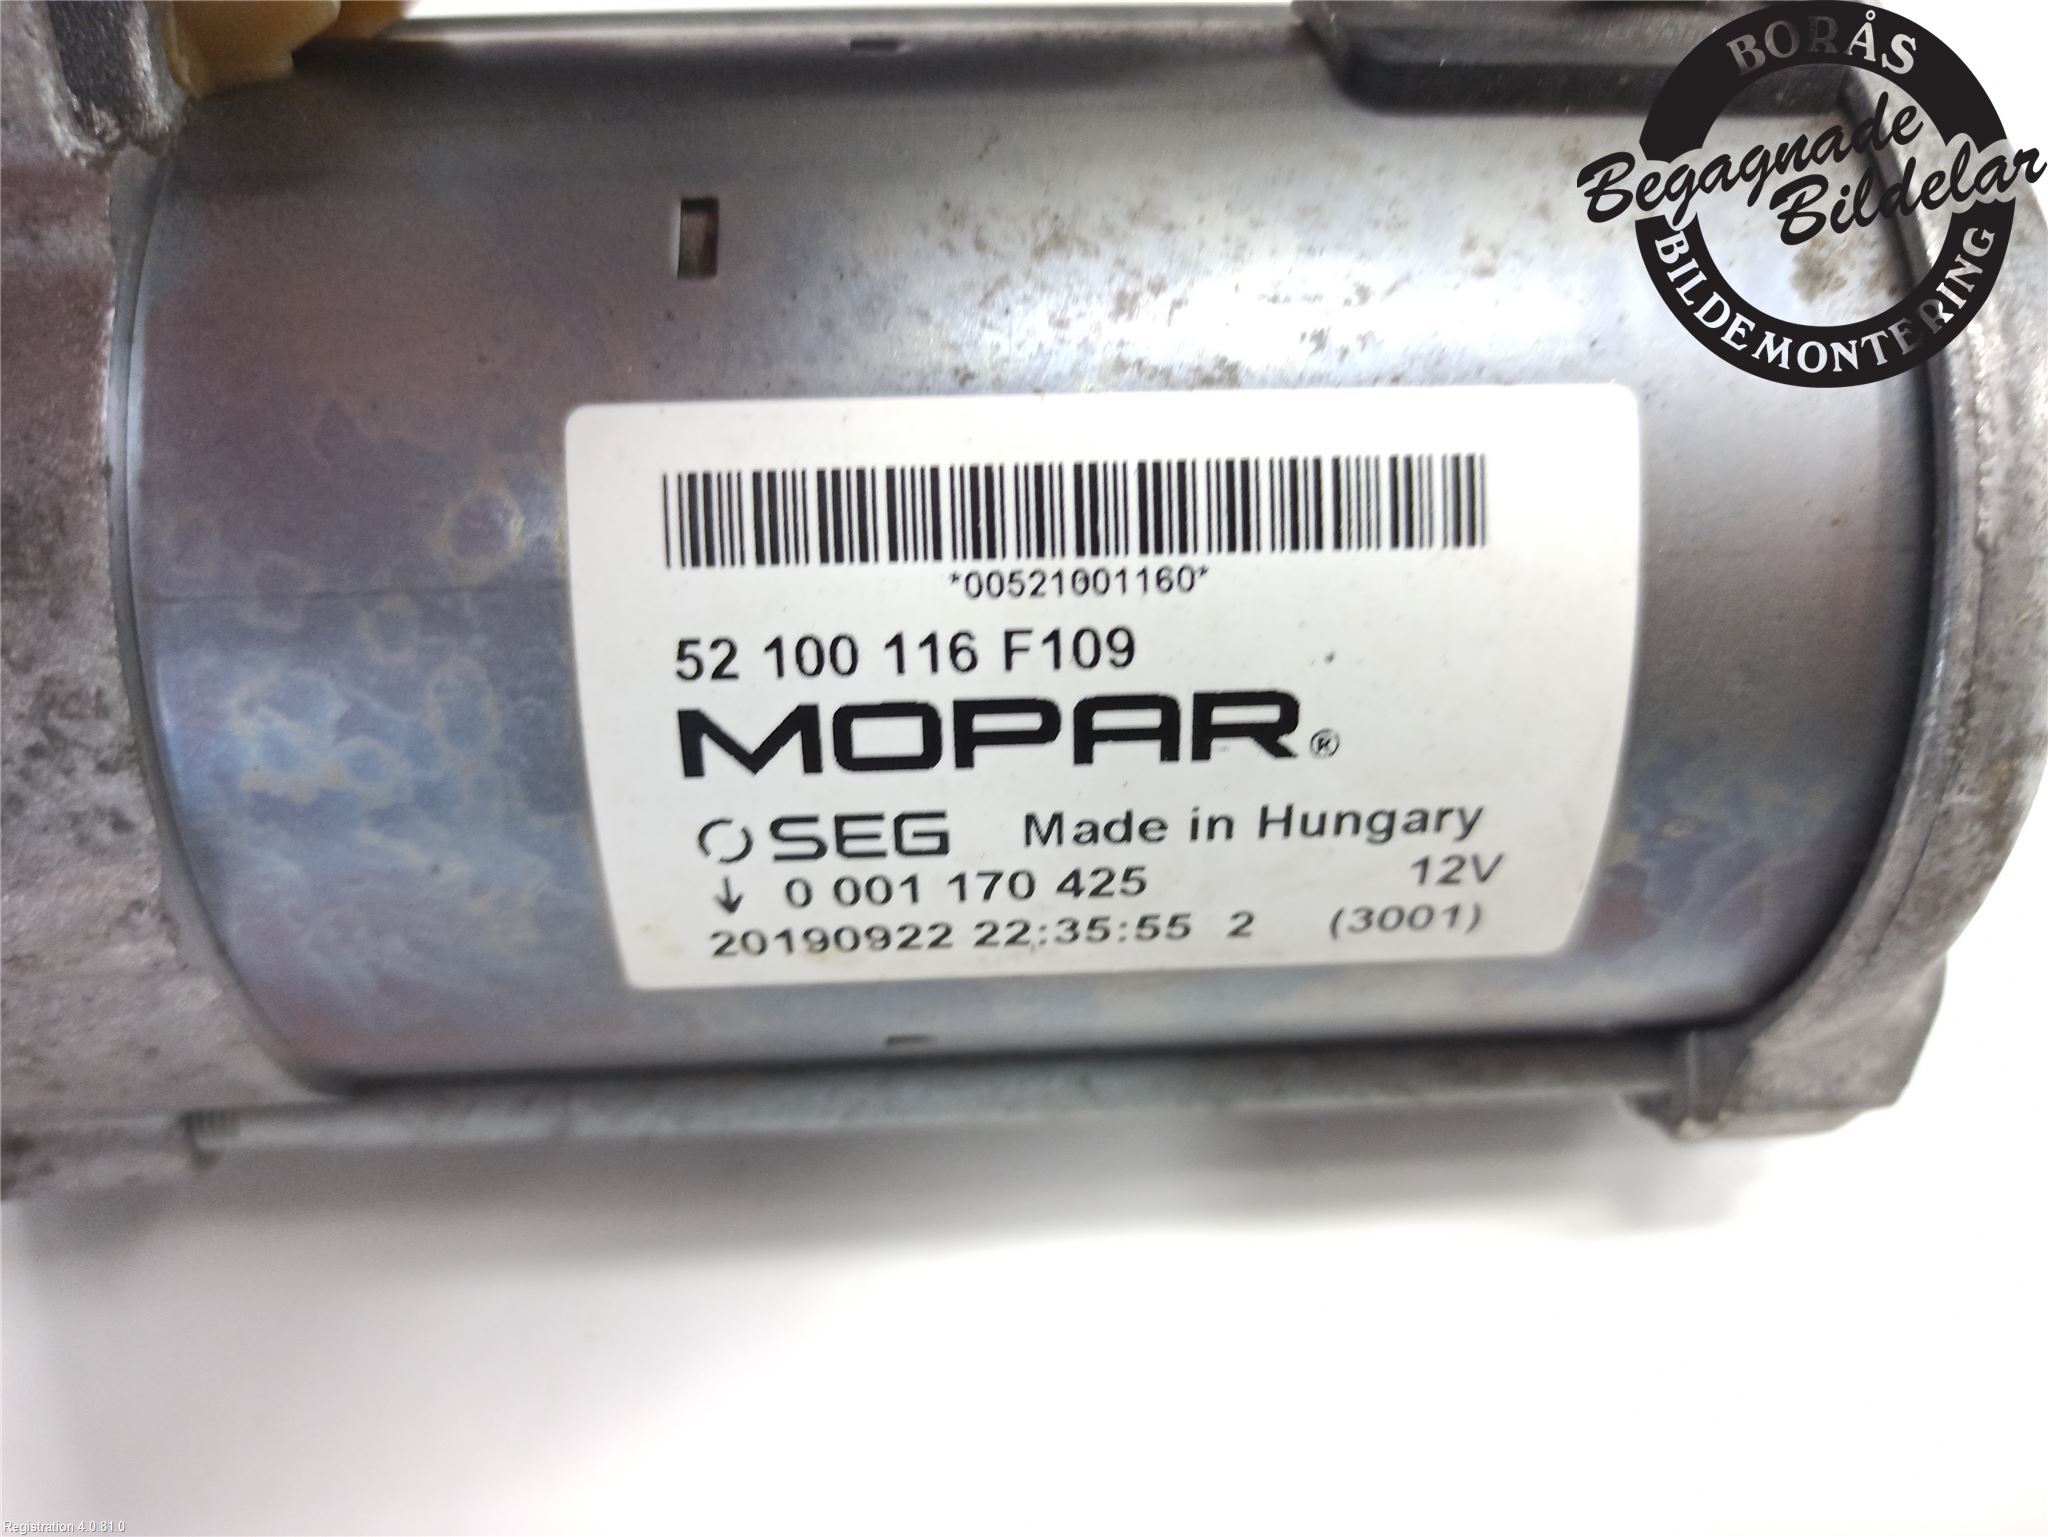 BORÅS
Begagnade
Bildelar
BILDEMONTERING
*00521001160*
52 100 116 F109
MOPAR®
SEG Made in Hungary
0 001 170 425 12V
20190922 22:35:55 2 (3001)
Registration 4.0.81.0